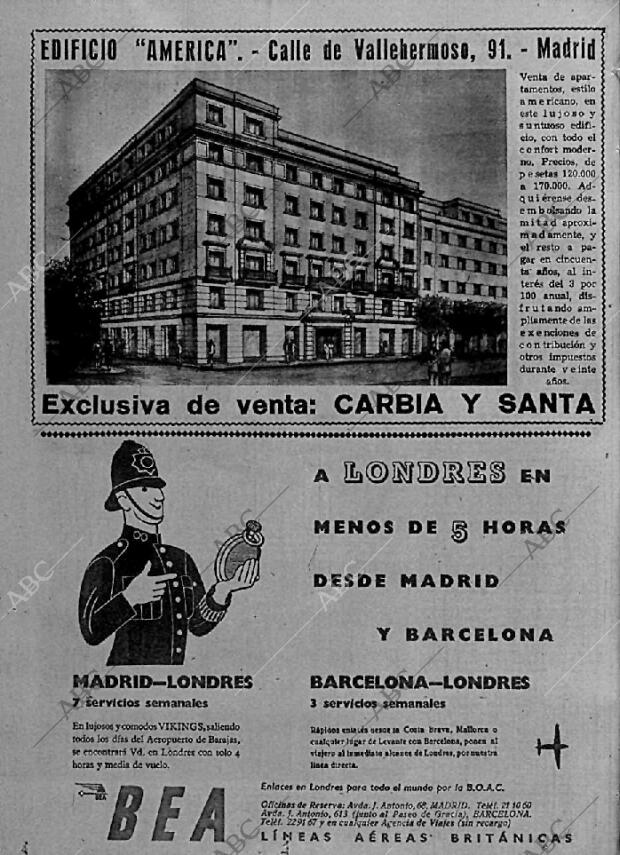 EDIFICIO "AMERICA". - Calle de Vallehermoso, 91. - Madrid
Venta de apar-
tamentos, estilo
americano, en
este lujoso y
suntuoso edifi-
cio, con todo el
confort moder-
no. Precios, de
pesetas 120.000
a 170.000. Ad-
quiérense des-
embolsando la
mitad aproxi-
madamente, y
el resto a pa-
gar en cincuen-
ta años, al in-
terés del 3 por
100 anual, dis-
frutando am-
pliamente de las
exenciones de
contribución y
otros impuestos
durante veinte
años.
Exclusiva de venta: CARBIA Y SANTA
A LONDRES EN
MENOS DE 5 HORAS
DESDE MADRID
Y BARCELONA
MADRID—LONDRES
7 servicios semanales
En lujosos y comodos VIKINGS, saliendo
todos los días del Aeropuerto de Barajas,
se encontrará Vd. en Londres con solo 4
horas y media de vuelo.
BARCELONA—LONDRES
3 servicios semanales
Rápidos enlaces desde la Costa brava, Mallorca o
cualquier lugar de Levante con Barcelona, ponen al
viajero al inmediato alcance de Londres, por nuestra
línea directa.
BEA
BEA
Enlaces en Londres para todo el mundo por la B.O.A.C.
Oficinas de Reserva: Avda. J. Antonio, 68, MADRID. Teléf. 21 10 60
Avda. J. Antonio, 613 (junto al Paseo de Gracia), BARCELONA.
Teléf. 22 91 67 y en cualquier Agencia de Viajes (sin recargo)
LÍNEAS AÉREAS BRITÁNICAS